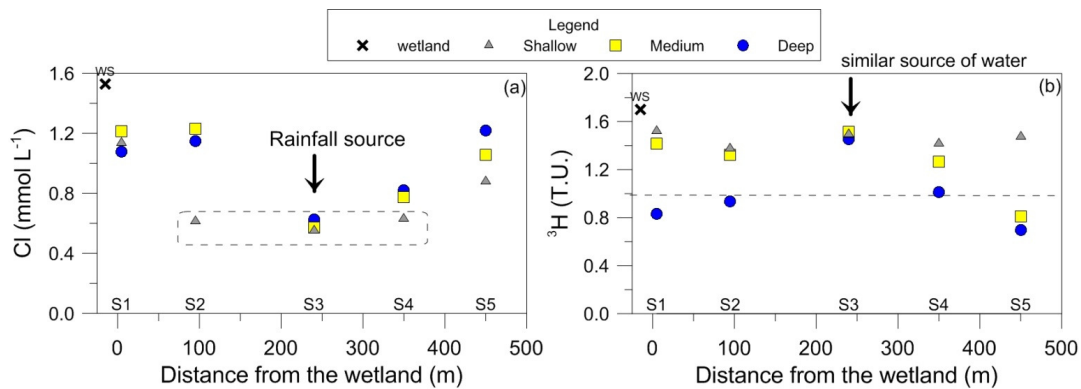 Legend
wetland Shallow Medium Deep
WS
(a)
Rainfall source
Cl (mmol L-1)
1.6
1.2
0.8
0.4
0.0
S1 S2 S3 S4 S5
0 100 200 300 400 500
Distance from the wetland (m)
similar source of water
WS
(b)
3H (T.U.)
2.0
1.6
1.2
0.8
0.4
0.0
S1 S2 S3 S4 S5
0 100 200 300 400 500
Distance from the wetland (m)